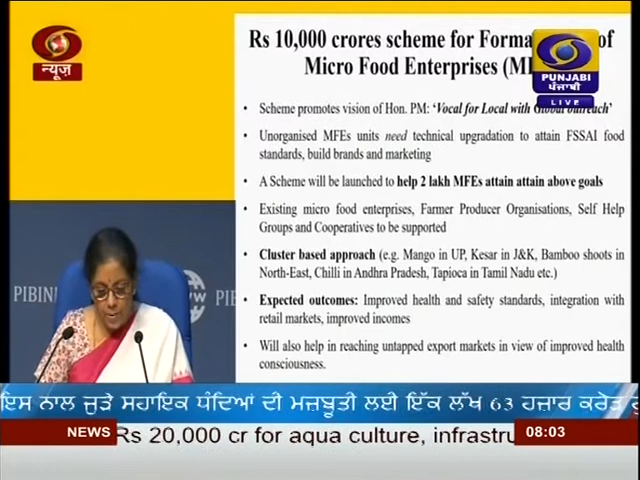 न्यूज़
Rs 10,000 crores scheme for Forma of
Micro Food Enterprises
PUNJABI
ਪੰਜਾਬੀ
LIVE
• Scheme promotes vision of Hon. PM: ‘Vocal for Local with Global outreach’
• Unorganised MFEs units need technical upgradation to attain FSSAI food
standards, build brands and marketing
• A Scheme will be launched to help 2 lakh MFEs attain attain above goals
• Existing micro food enterprises, Farmer Producer Organisations, Self Help
Groups and Cooperatives to be supported
• Cluster based approach (e.g. Mango in UP, Kesar in J&K, Bamboo shoots in
North-East, Chilli in Andhra Pradesh, Tapioca in Tamil Nadu etc.)
• Expected outcomes: Improved health and safety standards, integration with
retail markets, improved incomes
• Will also help in reaching untapped export markets in view of improved health
consciousness.
PIBIN
PIB
ਇਸ ਨਾਲ ਜੁੜੇ ਸਹਾਇਕ ਧੰਦਿਆਂ ਦੀ ਮਜ਼ਬੂਤੀ ਲਈ ਇੱਕ ਲੱਖ 63 ਹਜ਼ਾਰ ਕਰੋੜ
NEWS Rs 20,000 cr for aqua culture, infrastru 08:03